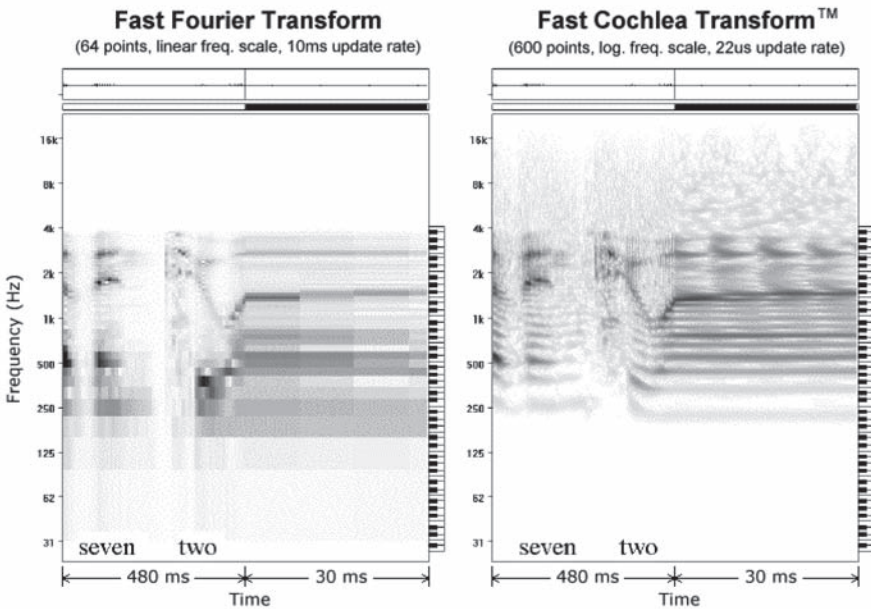 Fast Fourier Transform
(64 points, linear freq. scale, 10ms update rate)
Fast Cochlea Transform™
(600 points, log. freq. scale, 22us update rate)
Frequency (Hz)
16k
8k
4k
2k
1k
500
250
125
62
31
seven two
480 ms 30 ms
Time
16k
8k
4k
2k
1k
500
250
125
62
31
seven two
480 ms 30 ms
Time